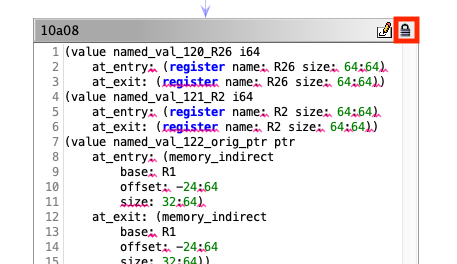 10a08
1 (value named_val_120_R26 i64
2 at_entry: (register name: R26 size: 64:64)
3 at_exit: (register name: R26 size: 64:64))
4 (value named_val_121_R2 i64
5 at_entry: (register name: R2 size: 64:64)
6 at_exit: (register name: R2 size: 64:64))
7 (value named_val_122_orig_ptr ptr
8 at_entry: (memory_indirect
9 base: R1
10 offset: -24:64
11 size: 32:64)
12 at_exit: (memory_indirect
13 base: R1
14 offset: -24:64
15 size: 32:64))